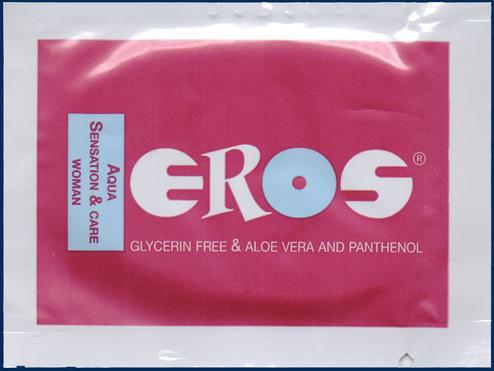 EROS®
GLYCERIN FREE & ALOE VERA AND PANTHENOL
AQUA
SENSATION & CARE
WOMAN